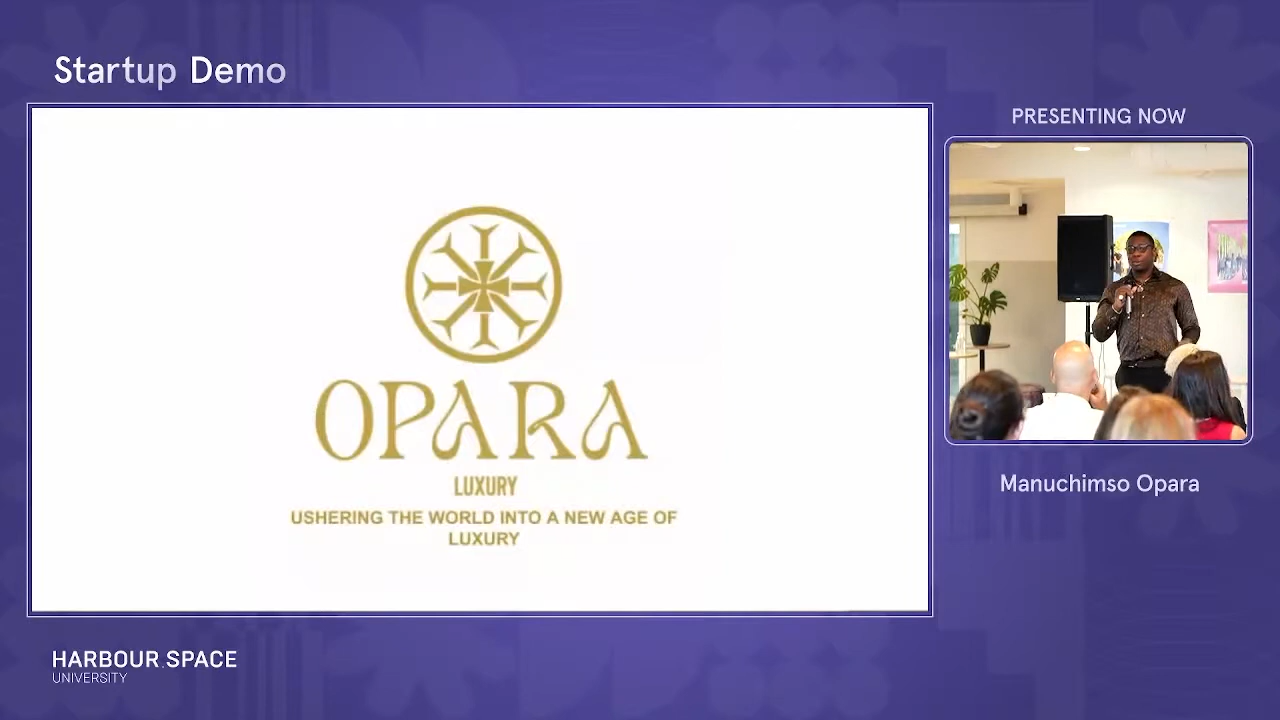 Startup Demo
PRESENTING NOW
OPARA
LUXURY
USHERING THE WORLD INTO A NEW AGE OF
LUXURY
Manuchimso Opara
HARBOUR.SPACE
UNIVERSITY